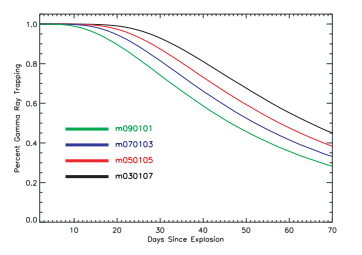 1.0
0.8
0.6
0.4
0.2
0.0
Percent Gamma Ray Trapping
m090101
m070103
m050105
m030107
10 20 30 40 50 60 70
Days Since Explosion